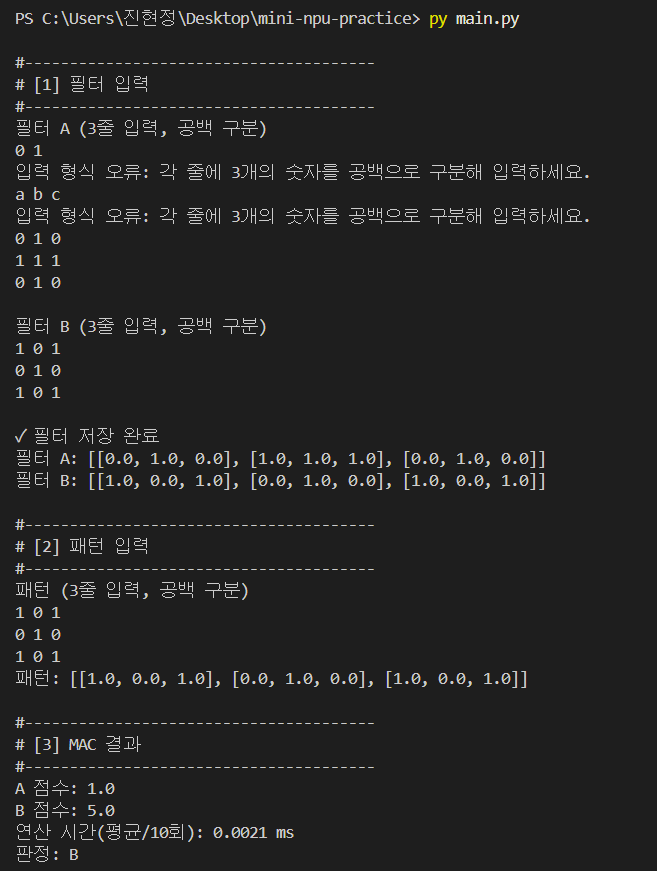 PS C:\Users\진현정\Desktop\mini-npu-practice> py main.py
#---------------------------------------
# [1] 필터 입력
#---------------------------------------
필터 A (3줄 입력, 공백 구분)
0 1
입력 형식 오류: 각 줄에 3개의 숫자를 공백으로 구분해 입력하세요.
a b c
입력 형식 오류: 각 줄에 3개의 숫자를 공백으로 구분해 입력하세요.
0 1 0
1 1 1
0 1 0
필터 B (3줄 입력, 공백 구분)
1 0 1
0 1 0
1 0 1
✓ 필터 저장 완료
필터 A: [[0.0, 1.0, 0.0], [1.0, 1.0, 1.0], [0.0, 1.0, 0.0]]
필터 B: [[1.0, 0.0, 1.0], [0.0, 1.0, 0.0], [1.0, 0.0, 1.0]]
#---------------------------------------
# [2] 패턴 입력
#---------------------------------------
패턴 (3줄 입력, 공백 구분)
1 0 1
0 1 0
1 0 1
패턴: [[1.0, 0.0, 1.0], [0.0, 1.0, 0.0], [1.0, 0.0, 1.0]]
#---------------------------------------
# [3] MAC 결과
#---------------------------------------
A 점수: 1.0
B 점수: 5.0
연산 시간(평균/10회): 0.0021 ms
판정: B